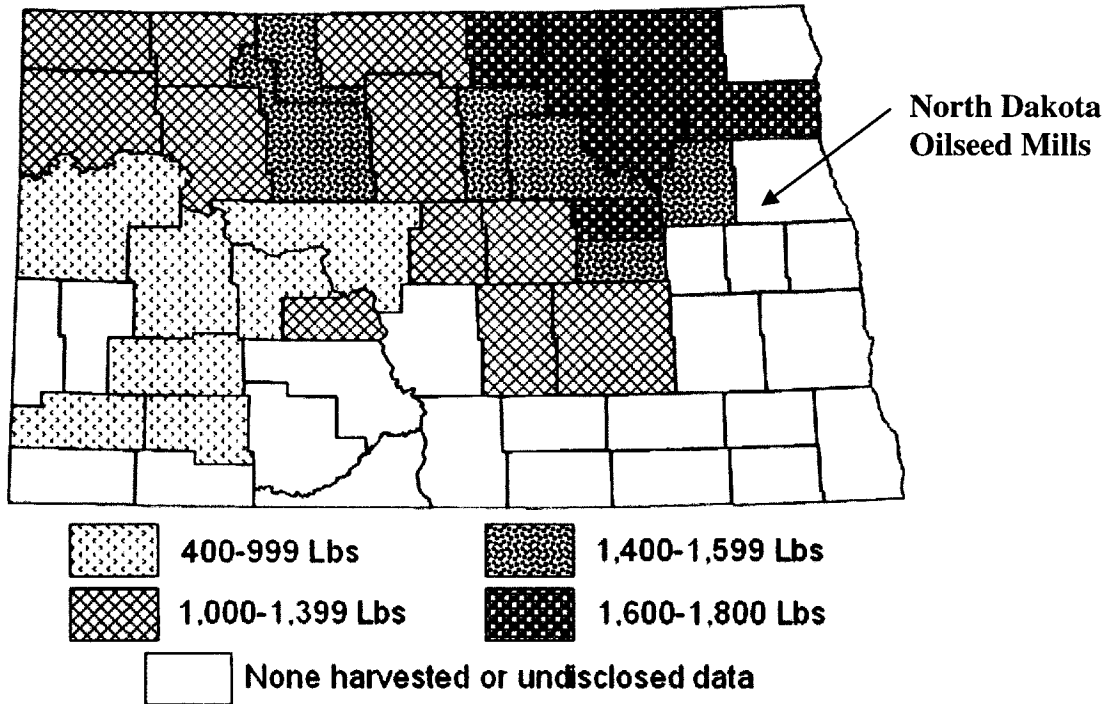 North Dakota
Oilseed Mills
400-999 Lbs
1,400-1,599 Lbs
1,000-1,399 Lbs
1,600-1,800 Lbs
None harvested or undisclosed data